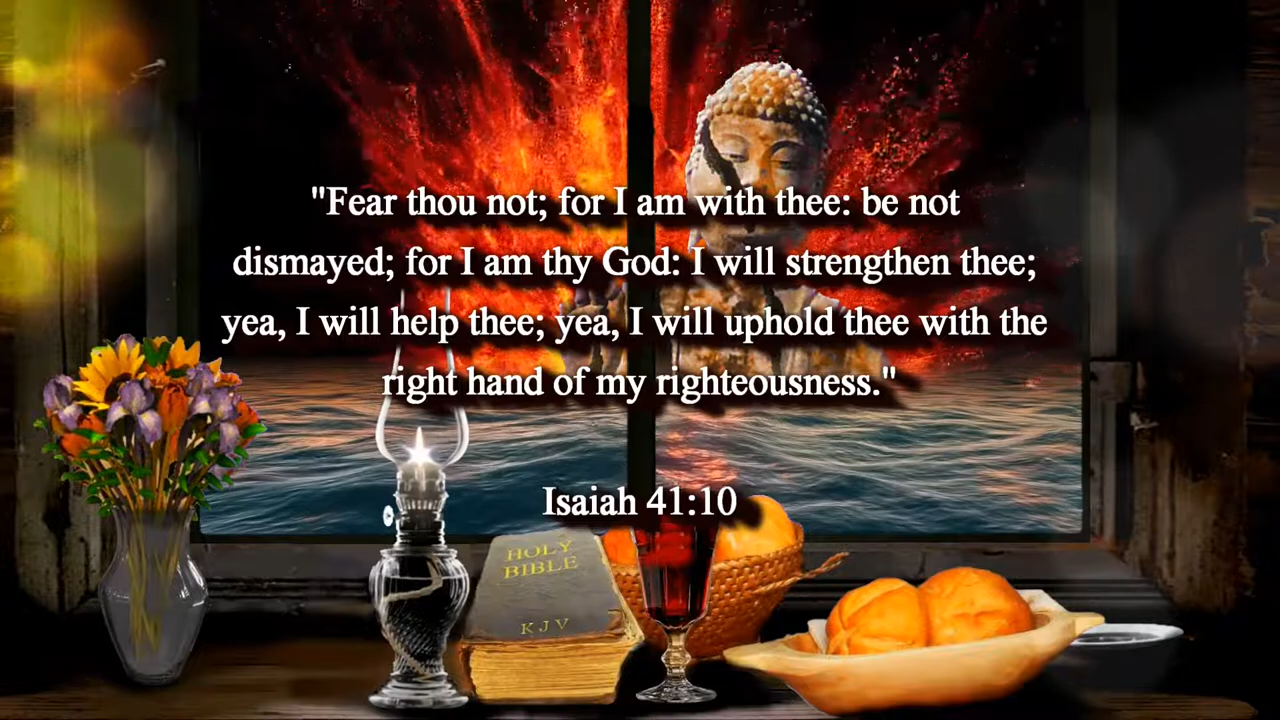 "Fear thou not; for I am with thee: be not
dismayed; for I am thy God: I will strengthen thee;
yea, I will help thee; yea, I will uphold thee with the
right hand of my righteousness."
Isaiah 41:10
HOLY
BIBLE
KJV